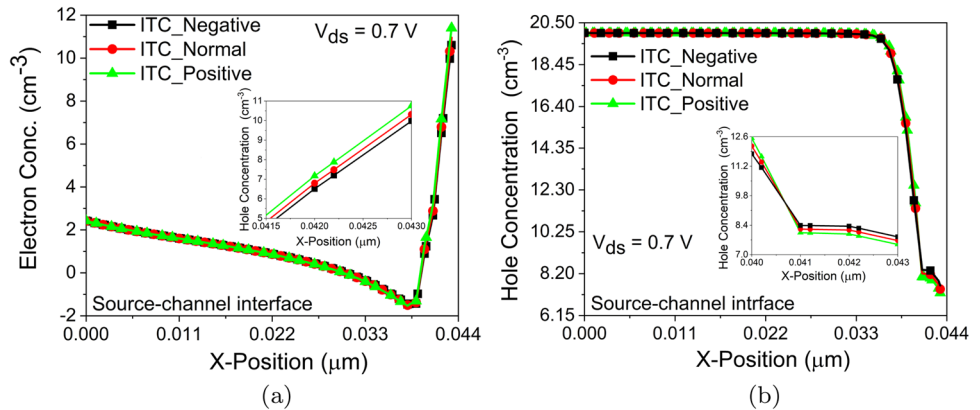 ITC_Negative
ITC_Normal
ITC_Positive
V_ds = 0.7 V
Electron Conc. (cm⁻³)
12
10
8
6
4
2
0
-2
Hole Concentration (cm⁻³)
11
10
9
8
7
6
5
0.0415 0.0420 0.0425 0.0430
X-Position (µm)
Source-channel interface
0.000 0.011 0.022 0.033 0.044
X-Position (µm)
(a)
ITC_Negative
ITC_Normal
ITC_Positive
V_ds = 0.7 V
Hole Concentration (cm⁻³)
20.50
18.45
16.40
14.35
12.30
10.25
8.20
6.15
Hole Concentration (cm⁻³)
12.6
11.2
9.8
8.4
7.0
0.040 0.041 0.042 0.043
X-Position (µm)
Source-channel intrface
0.000 0.011 0.022 0.033 0.044
X-Position (µm)
(b)